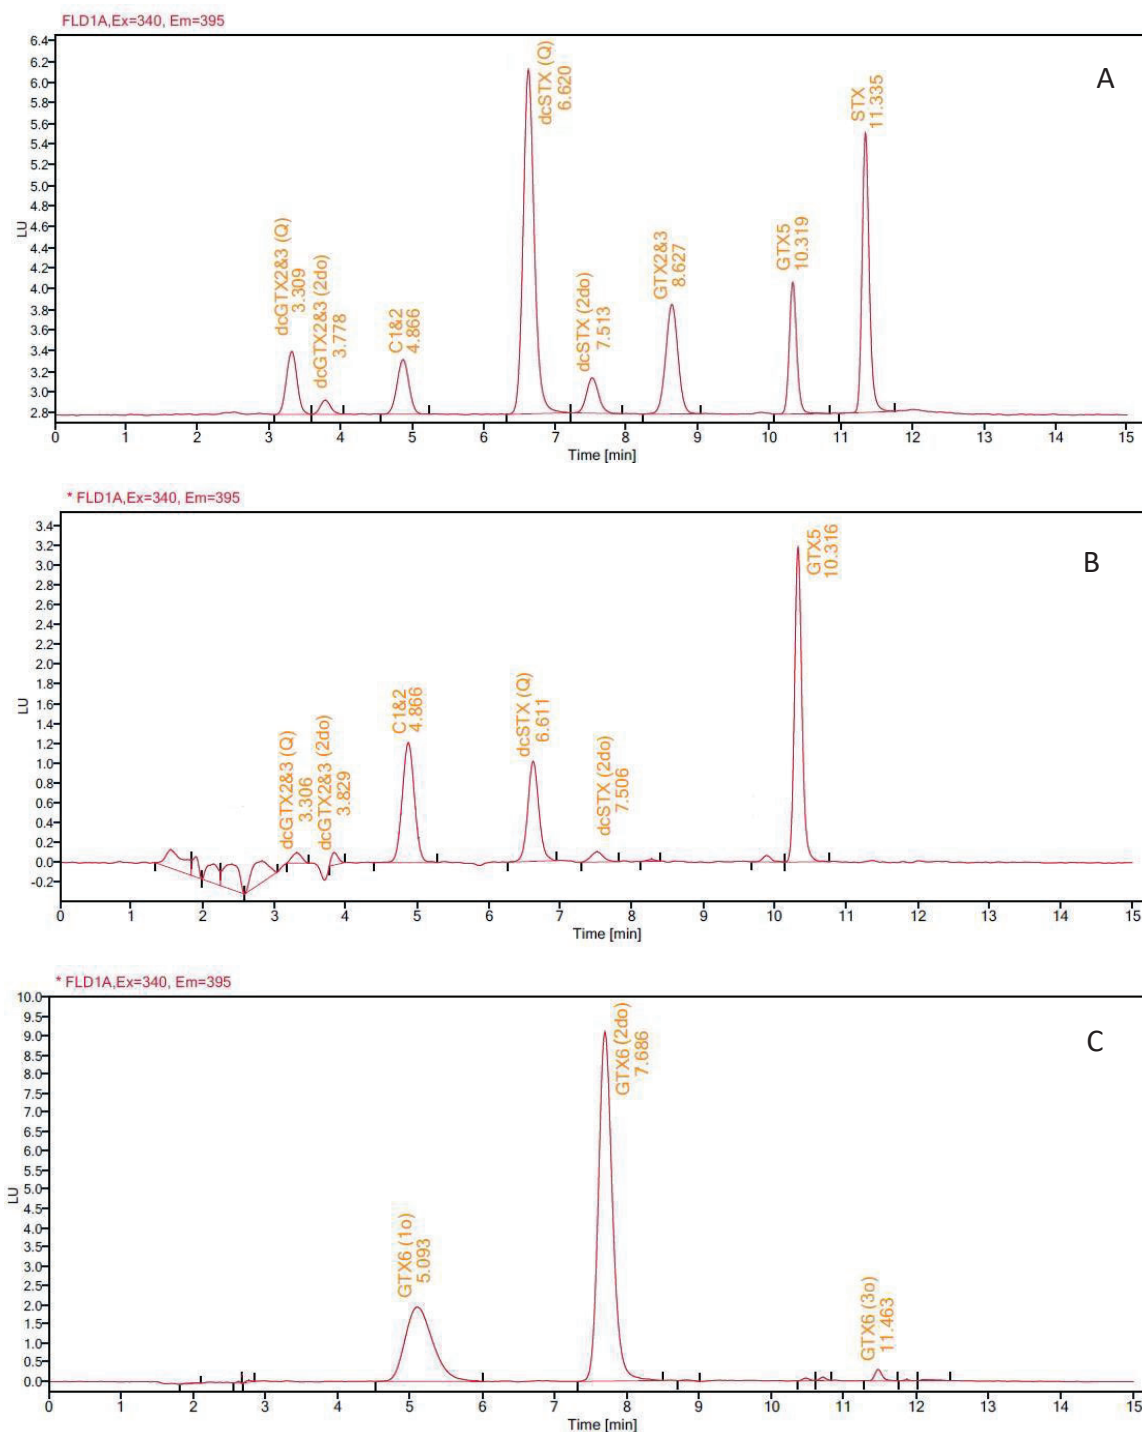 FLD1A,Ex=340, Em=395
A
LU
6.4
6.2
6.0
5.8
5.6
5.4
5.2
5.0
4.8
4.6
4.4
4.2
4.0
3.8
3.6
3.4
3.2
3.0
2.8
dcGTX2&3 (Q)
3.309
dcGTX2&3 (2do)
3.778
C1&2
4.866
dcSTX (Q)
6.620
dcSTX (2do)
7.513
GTX2&3
8.627
GTX5
10.319
STX
11.335
0 1 2 3 4 5 6 7 8 9 10 11 12 13 14 15
Time [min]
* FLD1A,Ex=340, Em=395
B
LU
3.4
3.2
3.0
2.8
2.6
2.4
2.2
2.0
1.8
1.6
1.4
1.2
1.0
0.8
0.6
0.4
0.2
0.0
-0.2
dcGTX2&3 (Q)
3.306
dcGTX2&3 (2do)
3.829
C1&2
4.866
dcSTX (Q)
6.611
dcSTX (2do)
7.506
GTX5
10.316
0 1 2 3 4 5 6 7 8 9 10 11 12 13 14 15
Time [min]
* FLD1A,Ex=340, Em=395
C
LU
10.0
9.5
9.0
8.5
8.0
7.5
7.0
6.5
6.0
5.5
5.0
4.5
4.0
3.5
3.0
2.5
2.0
1.5
1.0
0.5
0.0
GTX6 (1o)
5.093
GTX6 (2do)
7.686
GTX6 (3o)
11.463
0 1 2 3 4 5 6 7 8 9 10 11 12 13 14 15
Time [min]